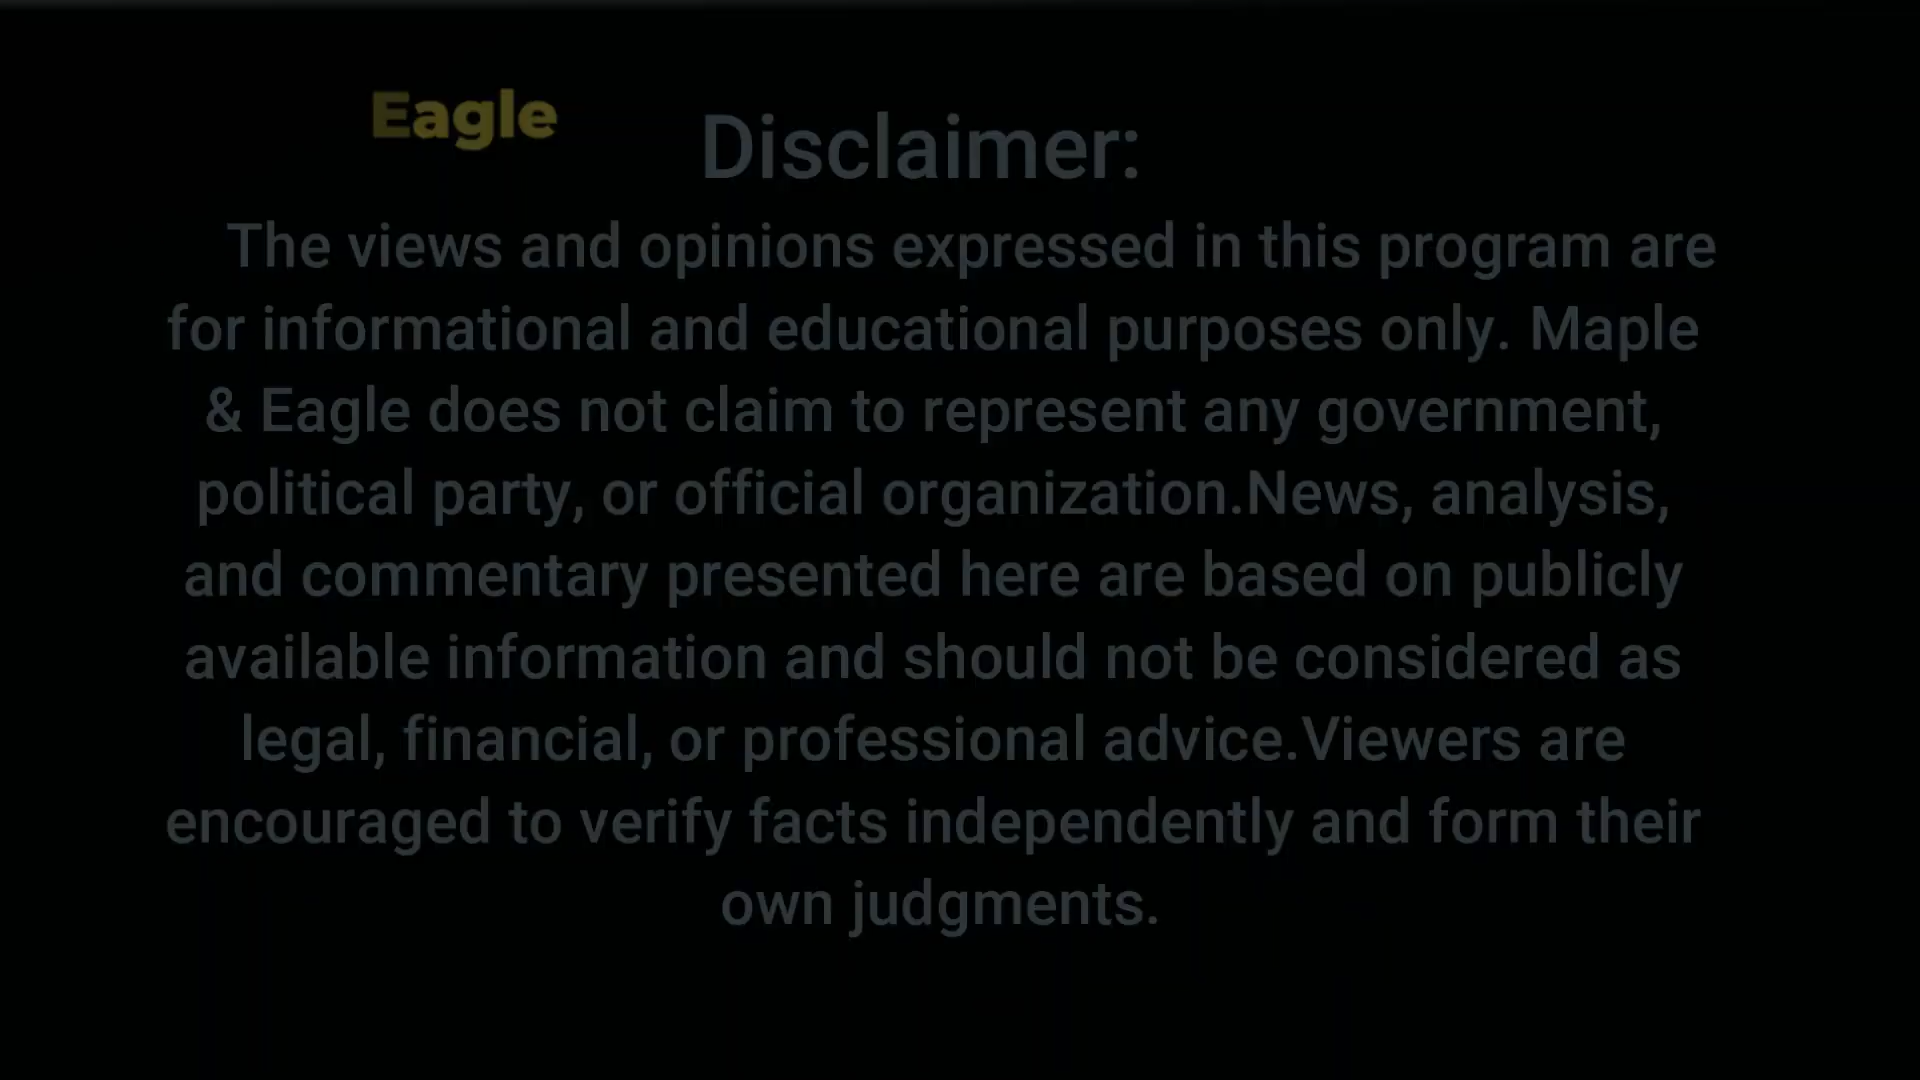 Eagle
Disclaimer:
The views and opinions expressed in this program are
for informational and educational purposes only. Maple
& Eagle does not claim to represent any government,
political party, or official organization.News, analysis,
and commentary presented here are based on publicly
available information and should not be considered as
legal, financial, or professional advice.Viewers are
encouraged to verify facts independently and form their
own judgments.